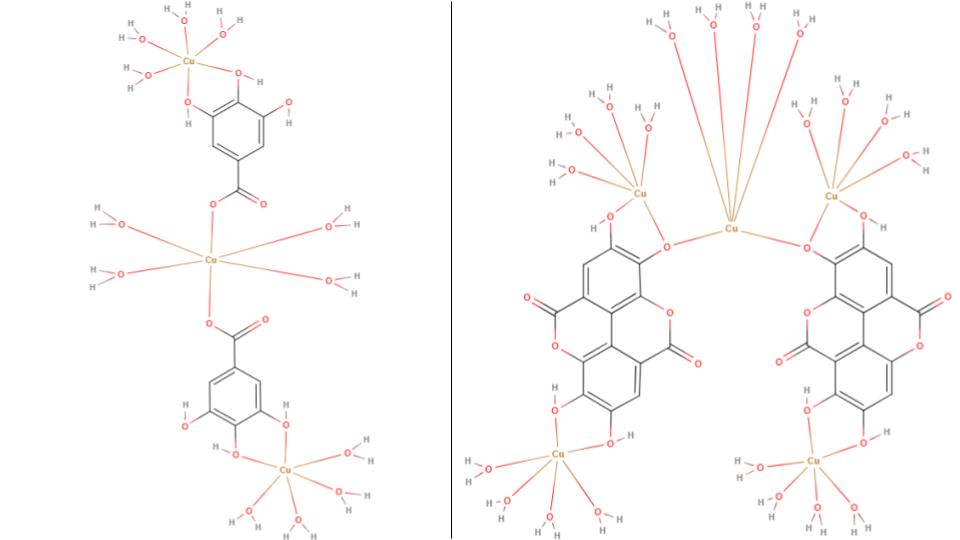 H H H
H O H
H O O
Cu
H O O H
H
O O
H H
O O
H H
H O O H
Cu
H O O H
H H
O O
H H
O O
H O H
Cu O H
H
O O H
H O O H
H H
H H H H H H H H
O O O O
H H H H H H
O O
H O O O O H
H O O H
H Cu Cu H
H O O H
Cu
O O
O O
O O
O O
O O
H H
O O
O H O H
Cu Cu
H O H O
H H
H O O H O O
H O O H H H
H H